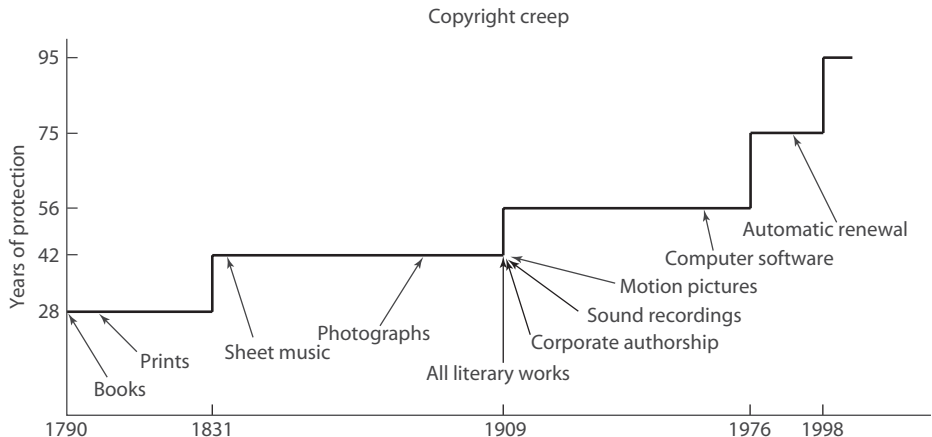 Copyright creep
Years of protection
95
75
56
42
28
Automatic renewal
Computer software
Motion pictures
Sound recordings
Corporate authorship
All literary works
Photographs
Sheet music
Prints
Books
1790
1831
1909
1976
1998